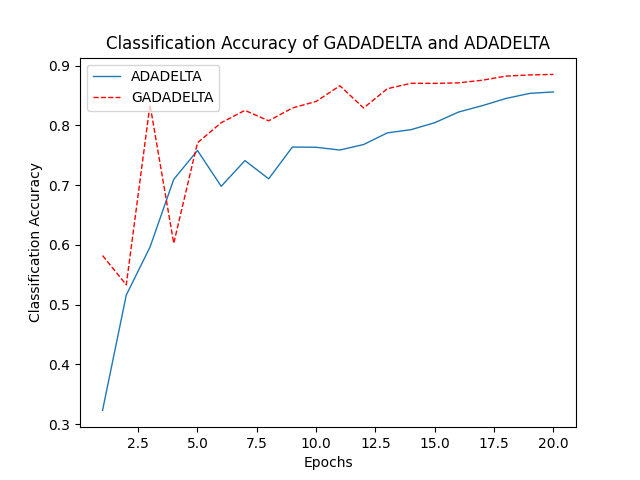 Classification Accuracy of GADADELTA and ADADELTA
ADADELTA
GADADELTA
Classification Accuracy
0.9
0.8
0.7
0.6
0.5
0.4
0.3
2.5 5.0 7.5 10.0 12.5 15.0 17.5 20.0
Epochs